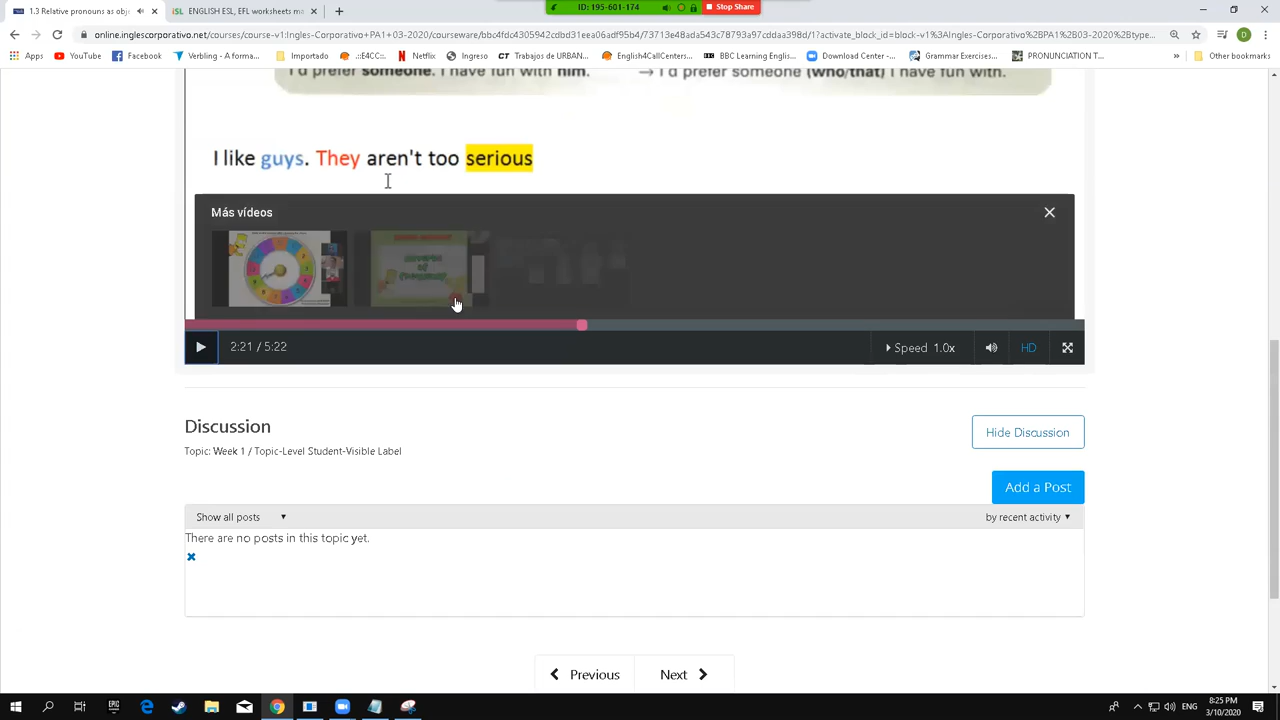 ID: 195-601-174 Stop Share
1.3 Relative pronouns as obj
ENGLISH ESL, EFL worksheets ma
online.inglescorporativo.net/courses/course-v1:Ingles-Corporativo+PA1+03-2020/courseware/bbc4fdc4305942cdbd31eea06adf95b4/73713e48ada543c78793a97cddaa398d/1?activate_block_id=block-v1%3AIngles-Corporativo%2BPA1%2B03-2020%2Btype...
Apps YouTube Facebook Verbling - A forma... Importado .::E4CC::. Netflix Ingreso Trabajos de URBAN... English4CallCenters... BBC Learning Engli... Download Center -... Grammar Exercises... PRONUNCIATION T... » Other bookmarks
I'd prefer someone. I have fun with him. → I'd prefer someone (who/that) I have fun with.
I like guys. They aren't too serious
Más vídeos
2:21 / 5:22 Speed 1.0x HD
Discussion
Hide Discussion
Topic: Week 1 / Topic-Level Student-Visible Label
Add a Post
Show all posts by recent activity
There are no posts in this topic yet.
Previous Next
ENG 8:25 PM
3/10/2020